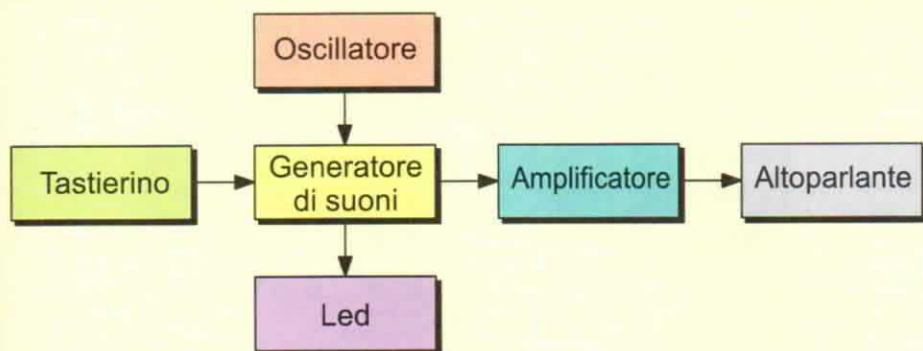 Oscillatore
Tastierino
Generatore
di suoni
Amplificatore
Altoparlante
Led